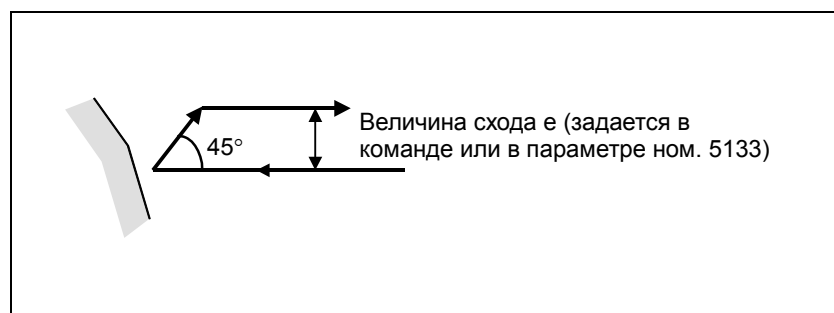 45°
Величина схода e (задается в
команде или в параметре ном. 5133)